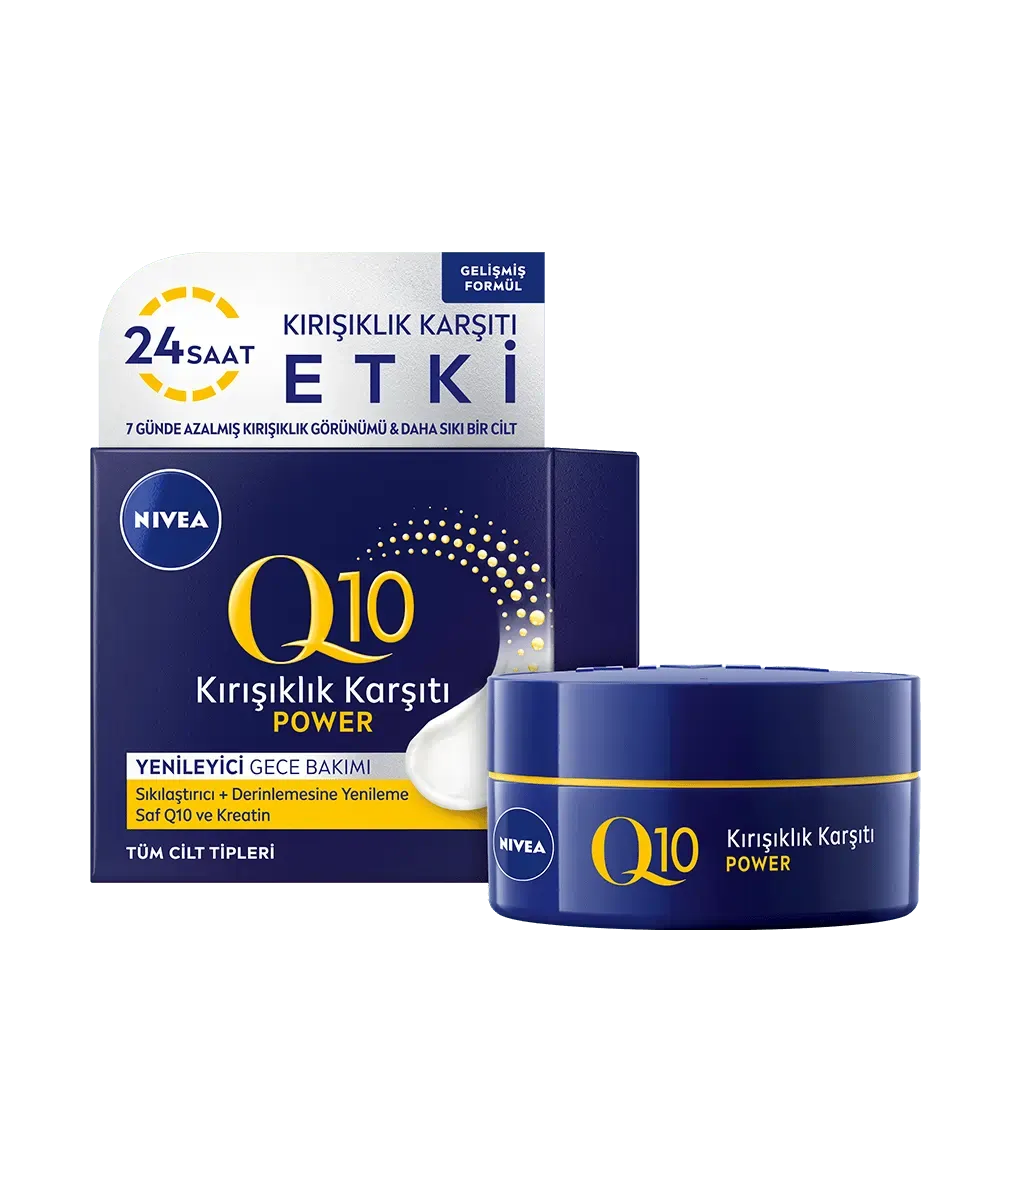 GELİŞMİŞ
FORMÜL
24 SAAT
KIRIŞIKLIK KARŞITI
ETKİ
7 GÜNDE AZALMIŞ KIRIŞIKLIK GÖRÜNÜMÜ & DAHA SIKI BİR CİLT
NIVEA
Q10
Kırışıklık Karşıtı
POWER
YENİLEYİCİ GECE BAKIMI
Sıkılaştırıcı + Derinlemesine Yenileme
Saf Q10 ve Kreatin
TÜM CİLT TİPLERİ
NIVEA
Q10
Kırışıklık Karşıtı
POWER